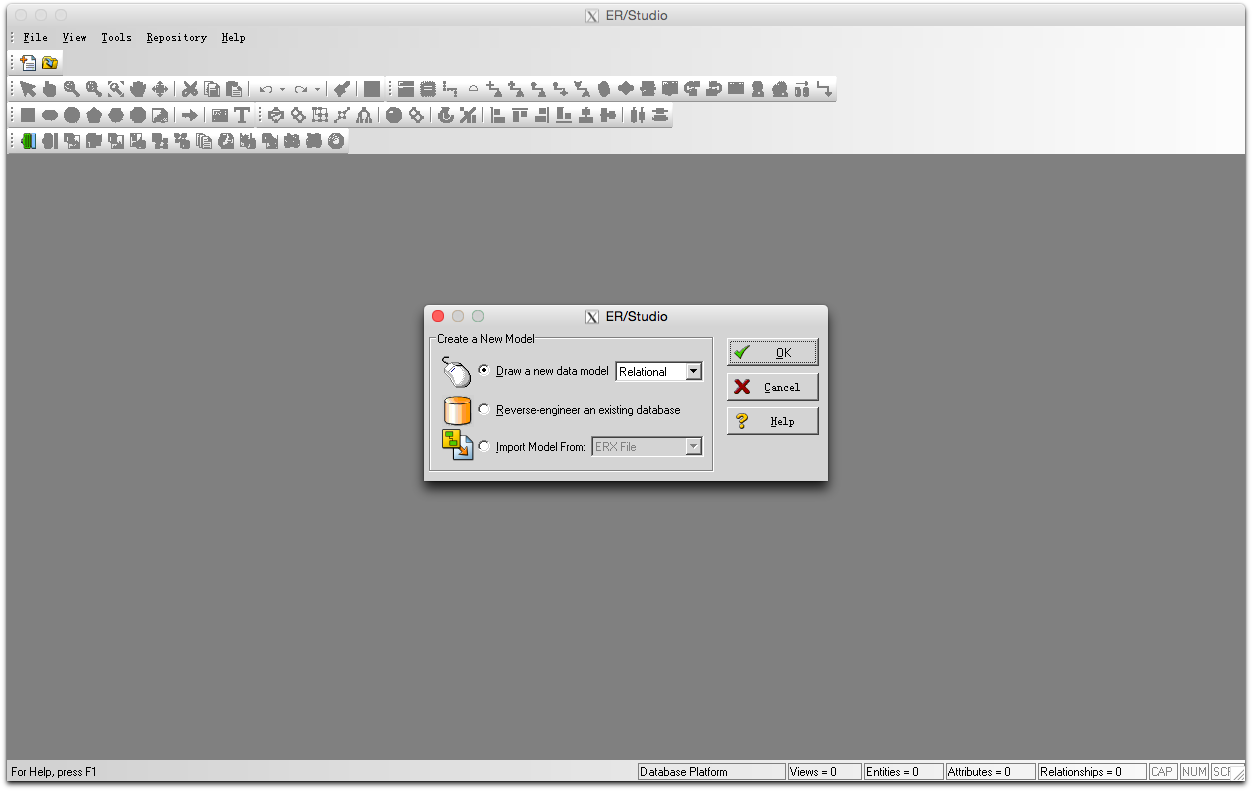 ER/Studio
File View Tools Repository Help
ER/Studio
Create a New Model
Draw a new data model Relational
Reverse-engineer an existing database
Import Model From: ERX File
OK
Cancel
Help
For Help, press F1 Database Platform Views = 0 Entities = 0 Attributes = 0 Relationships = 0 CAP NUM